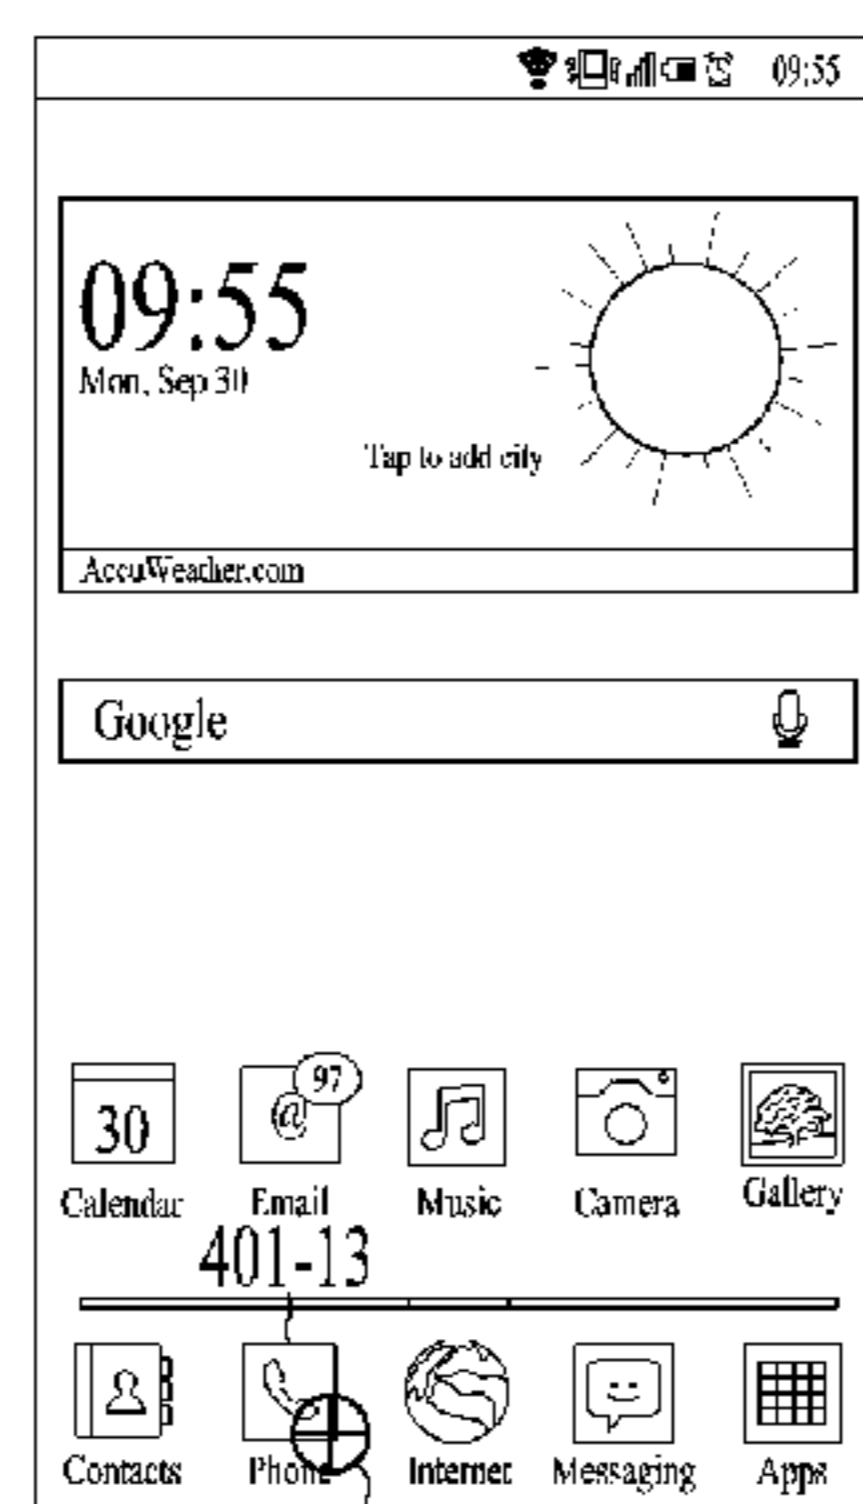 09:55
09:55
Mon, Sep 30
Tap to add city
AccuWeather.com
Google
97
@
30
Calendar Email Music Camera Gallery
401-13
Contacts Phone Internet Messaging Apps